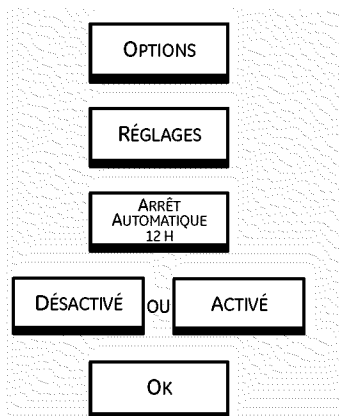 OPTIONS
RÉGLAGES
ARRÊT
AUTOMATIQUE
12 H
DÉSACTIVÉ OU ACTIVÉ
OK